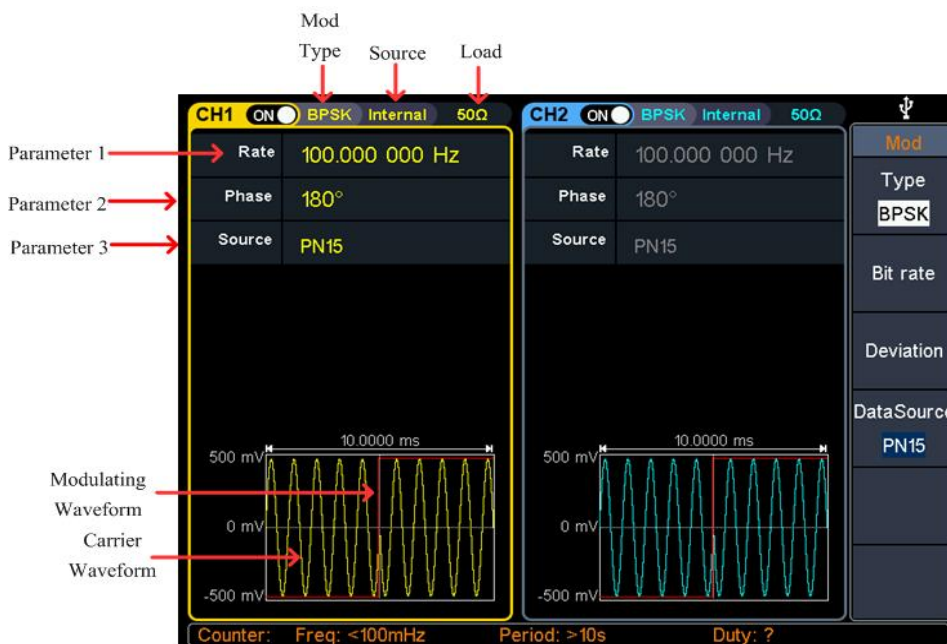 Mod
Type
Source
Load
CH1 ON BPSK Internal 50Ω
CH2 ON BPSK Internal 50Ω
Parameter 1
Rate 100.000 000 Hz
Rate 100.000 000 Hz
Mod
Parameter 2
Phase 180°
Phase 180°
Type
BPSK
Parameter 3
Source PN15
Source PN15
Bit rate
Deviation
DataSource
PN15
10.0000 ms
500 mV
0 mV
-500 mV
10.0000 ms
500 mV
0 mV
-500 mV
Modulating
Waveform
Carrier
Waveform
Counter: Freq: <100mHz Period: >10s Duty: ?